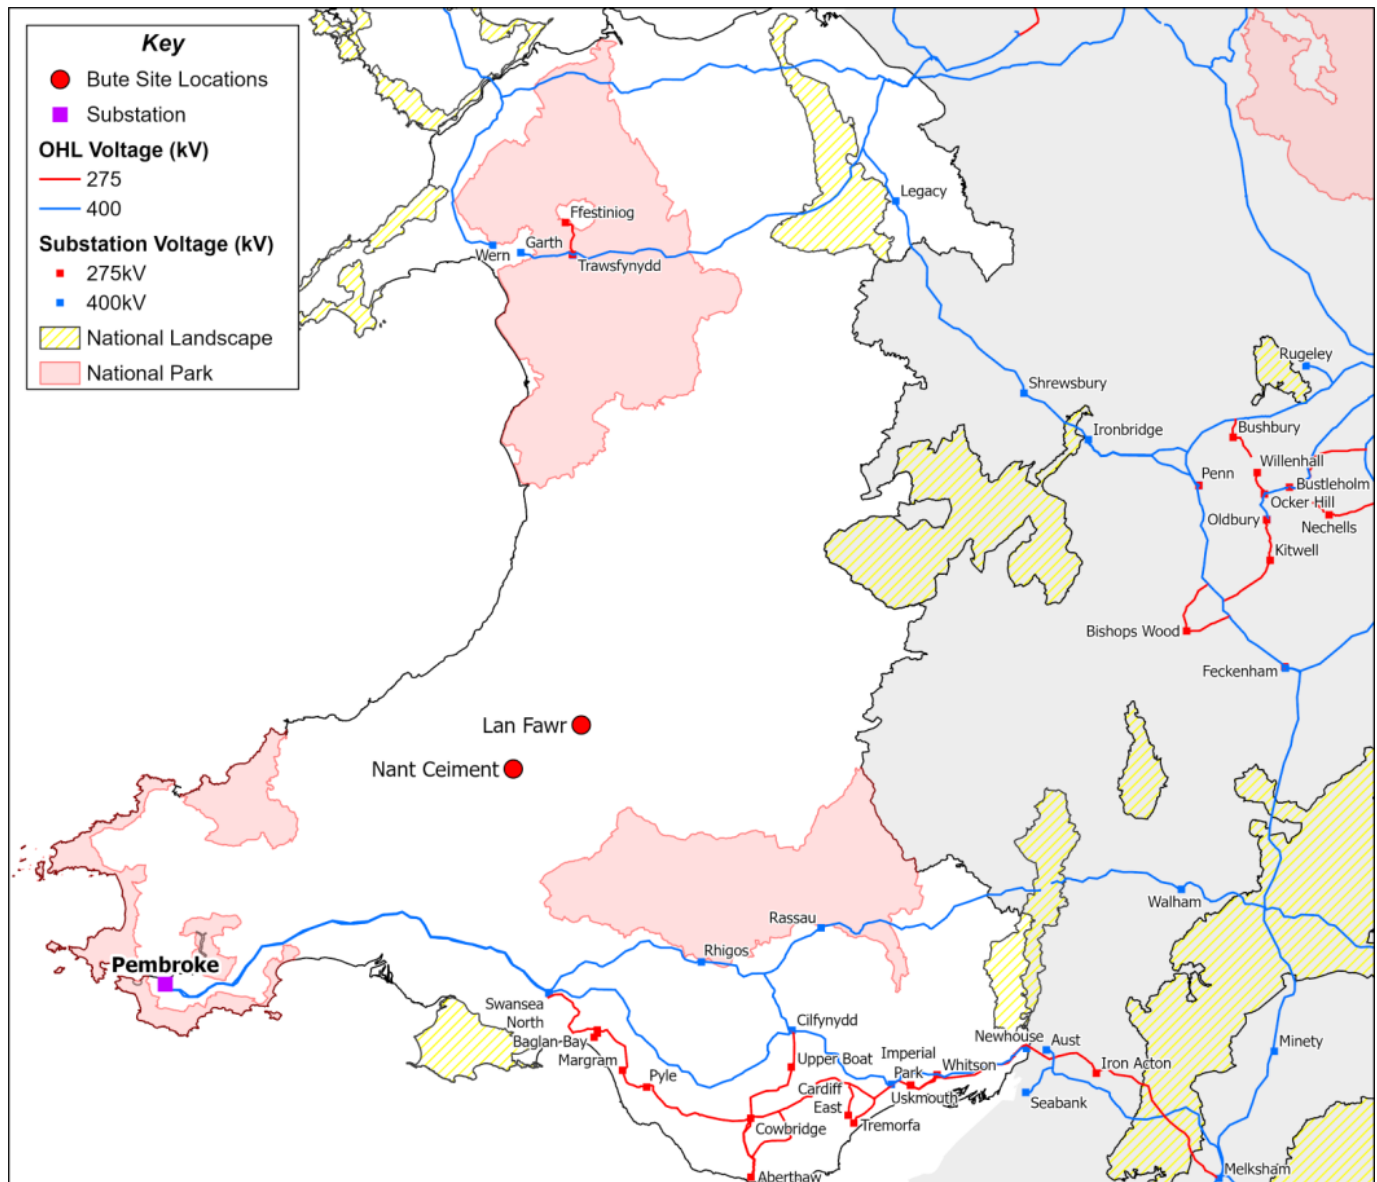 Key
Bute Site Locations
Substation
OHL Voltage (kV)
275
400
Substation Voltage (kV)
275kV
400kV
National Landscape
National Park
Legacy
Ffestiniog
Garth
Wern
Trawsfynydd
Rugeley
Shrewsbury
Ironbridge
Bushbury
Willenhall
Penn
Bustleholm
Ocker Hill
Oldbury
Nechells
Kitwell
Bishops Wood
Feckenham
Lan Fawr
Nant Ceiment
Walham
Rassau
Rhigos
Pembroke
Swansea
North
Cilfynydd
Baglan-Bay
Newhouse
Aust
Minety
Margram
Upper Boat
Imperial
Park
Whitson
Iron Acton
Pyle
Cardiff
East
Uskmouth
Seabank
Cowbridge
Tremorfa
Aberthaw
Melksham